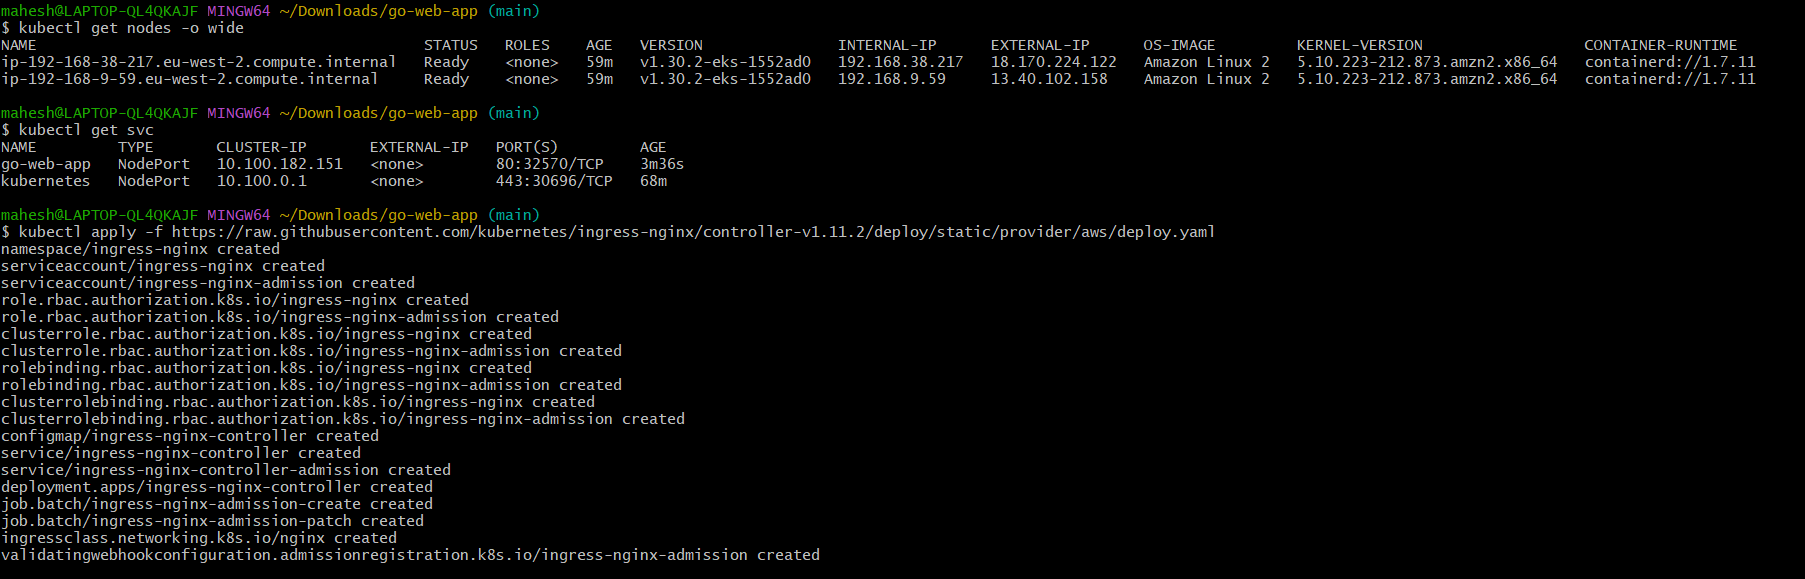 mahesh@LAPTOP-QL4QKAJF MINGW64 ~/Downloads/go-web-app (main)
$ kubectl get nodes -o wide
NAME STATUS ROLES AGE VERSION INTERNAL-IP EXTERNAL-IP OS-IMAGE KERNEL-VERSION CONTAINER-RUNTIME
ip-192-168-38-217.eu-west-2.compute.internal Ready <none> 59m v1.30.2-eks-1552ad0 192.168.38.217 18.170.224.122 Amazon Linux 2 5.10.223-212.873.amzn2.x86_64 containerd://1.7.11
ip-192-168-9-59.eu-west-2.compute.internal Ready <none> 59m v1.30.2-eks-1552ad0 192.168.9.59 13.40.102.158 Amazon Linux 2 5.10.223-212.873.amzn2.x86_64 containerd://1.7.11
mahesh@LAPTOP-QL4QKAJF MINGW64 ~/Downloads/go-web-app (main)
$ kubectl get svc
NAME TYPE CLUSTER-IP EXTERNAL-IP PORT(S) AGE
go-web-app NodePort 10.100.182.151 <none> 80:32570/TCP 3m36s
kubernetes NodePort 10.100.0.1 <none> 443:30696/TCP 68m
mahesh@LAPTOP-QL4QKAJF MINGW64 ~/Downloads/go-web-app (main)
$ kubectl apply -f https://raw.githubusercontent.com/kubernetes/ingress-nginx/controller-v1.11.2/deploy/static/provider/aws/deploy.yaml
namespace/ingress-nginx created
serviceaccount/ingress-nginx created
serviceaccount/ingress-nginx-admission created
role.rbac.authorization.k8s.io/ingress-nginx created
role.rbac.authorization.k8s.io/ingress-nginx-admission created
clusterrole.rbac.authorization.k8s.io/ingress-nginx created
clusterrole.rbac.authorization.k8s.io/ingress-nginx-admission created
rolebinding.rbac.authorization.k8s.io/ingress-nginx created
rolebinding.rbac.authorization.k8s.io/ingress-nginx-admission created
clusterrolebinding.rbac.authorization.k8s.io/ingress-nginx created
clusterrolebinding.rbac.authorization.k8s.io/ingress-nginx-admission created
configmap/ingress-nginx-controller created
service/ingress-nginx-controller created
service/ingress-nginx-controller-admission created
deployment.apps/ingress-nginx-controller created
job.batch/ingress-nginx-admission-create created
job.batch/ingress-nginx-admission-patch created
ingressclass.networking.k8s.io/nginx created
validatingwebhookconfiguration.admissionregistration.k8s.io/ingress-nginx-admission created